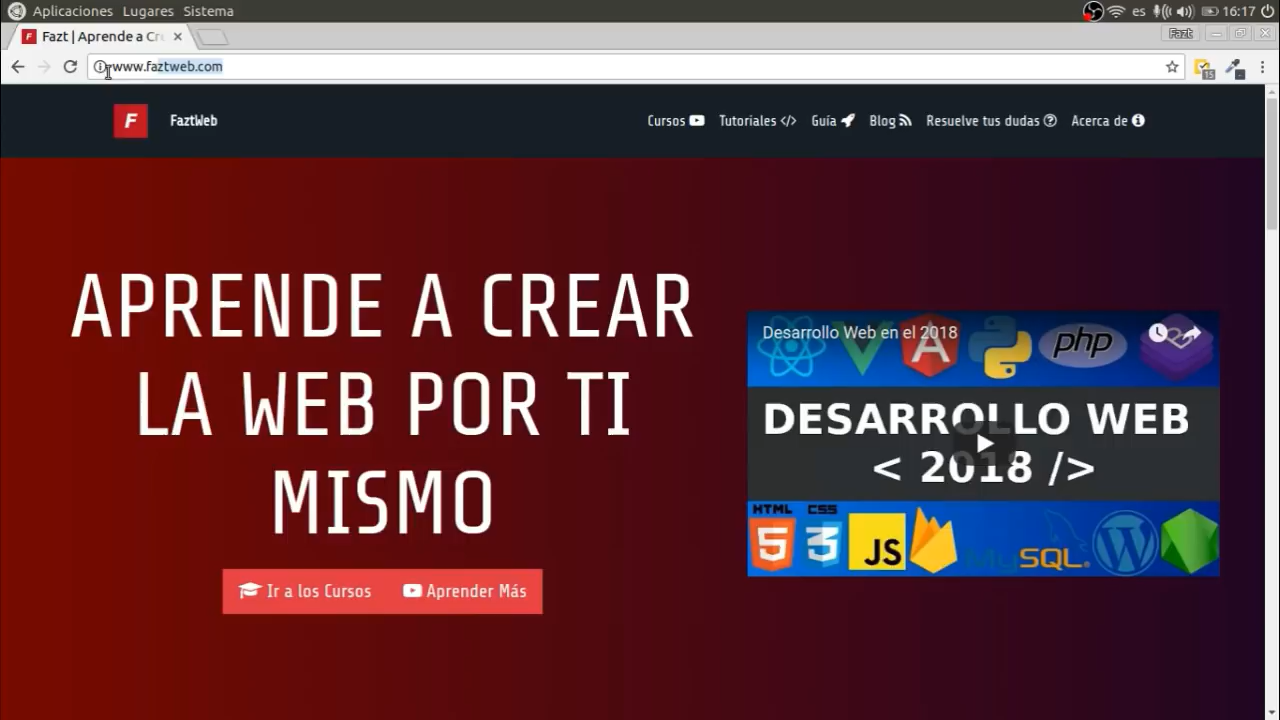 Aplicaciones Lugares Sistema
es 16:17
Fazt | Aprende a Cr
Fazt
www.faztweb.com
15
F FaztWeb
Cursos Tutoriales </> Guía Blog Resuelve tus dudas Acerca de
APRENDE A CREAR
LA WEB POR TI
MISMO
Ir a los Cursos Aprender Más
Desarrollo Web en el 2018
php
DESARROLLO WEB
< 2018 />
HTML CSS
5 3 JS MySQL